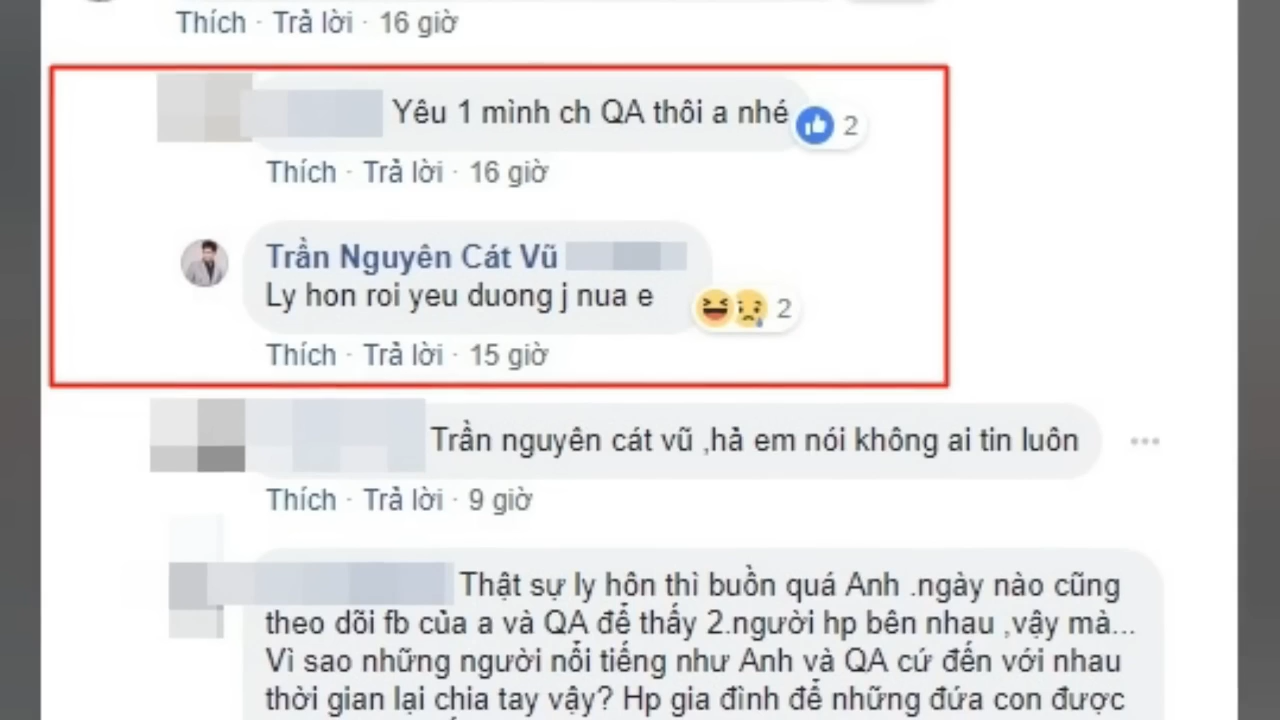 Thích · Trả lời · 16 giờ
Yêu 1 mình ch QA thôi a nhé
2
Thích · Trả lời · 16 giờ
Trần Nguyên Cát Vũ
Ly hon roi yeu duong j nua e
2
Thích · Trả lời · 15 giờ
Trần nguyên cát vũ ,hả em nói không ai tin luôn
Thích · Trả lời · 9 giờ
Thật sự ly hôn thì buồn quá Anh .ngày nào cũng
theo dõi fb của a và QA để thấy 2.người hp bên nhau ,vậy mà...
Vì sao những người nổi tiếng như Anh và QA cứ đến với nhau
thời gian lại chia tay vậy? Hp gia đình để những đứa con được